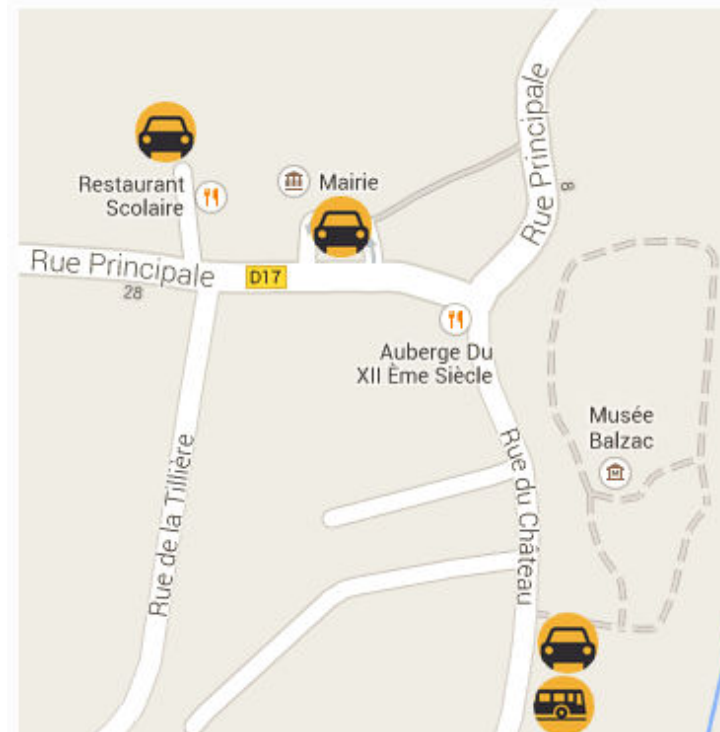 Rue Principale
8
Restaurant
Scolaire
Mairie
Rue Principale
28
D17
Auberge Du
XII Ème Siècle
Musée
Balzac
M
Rue du Château
Rue de la Tillière